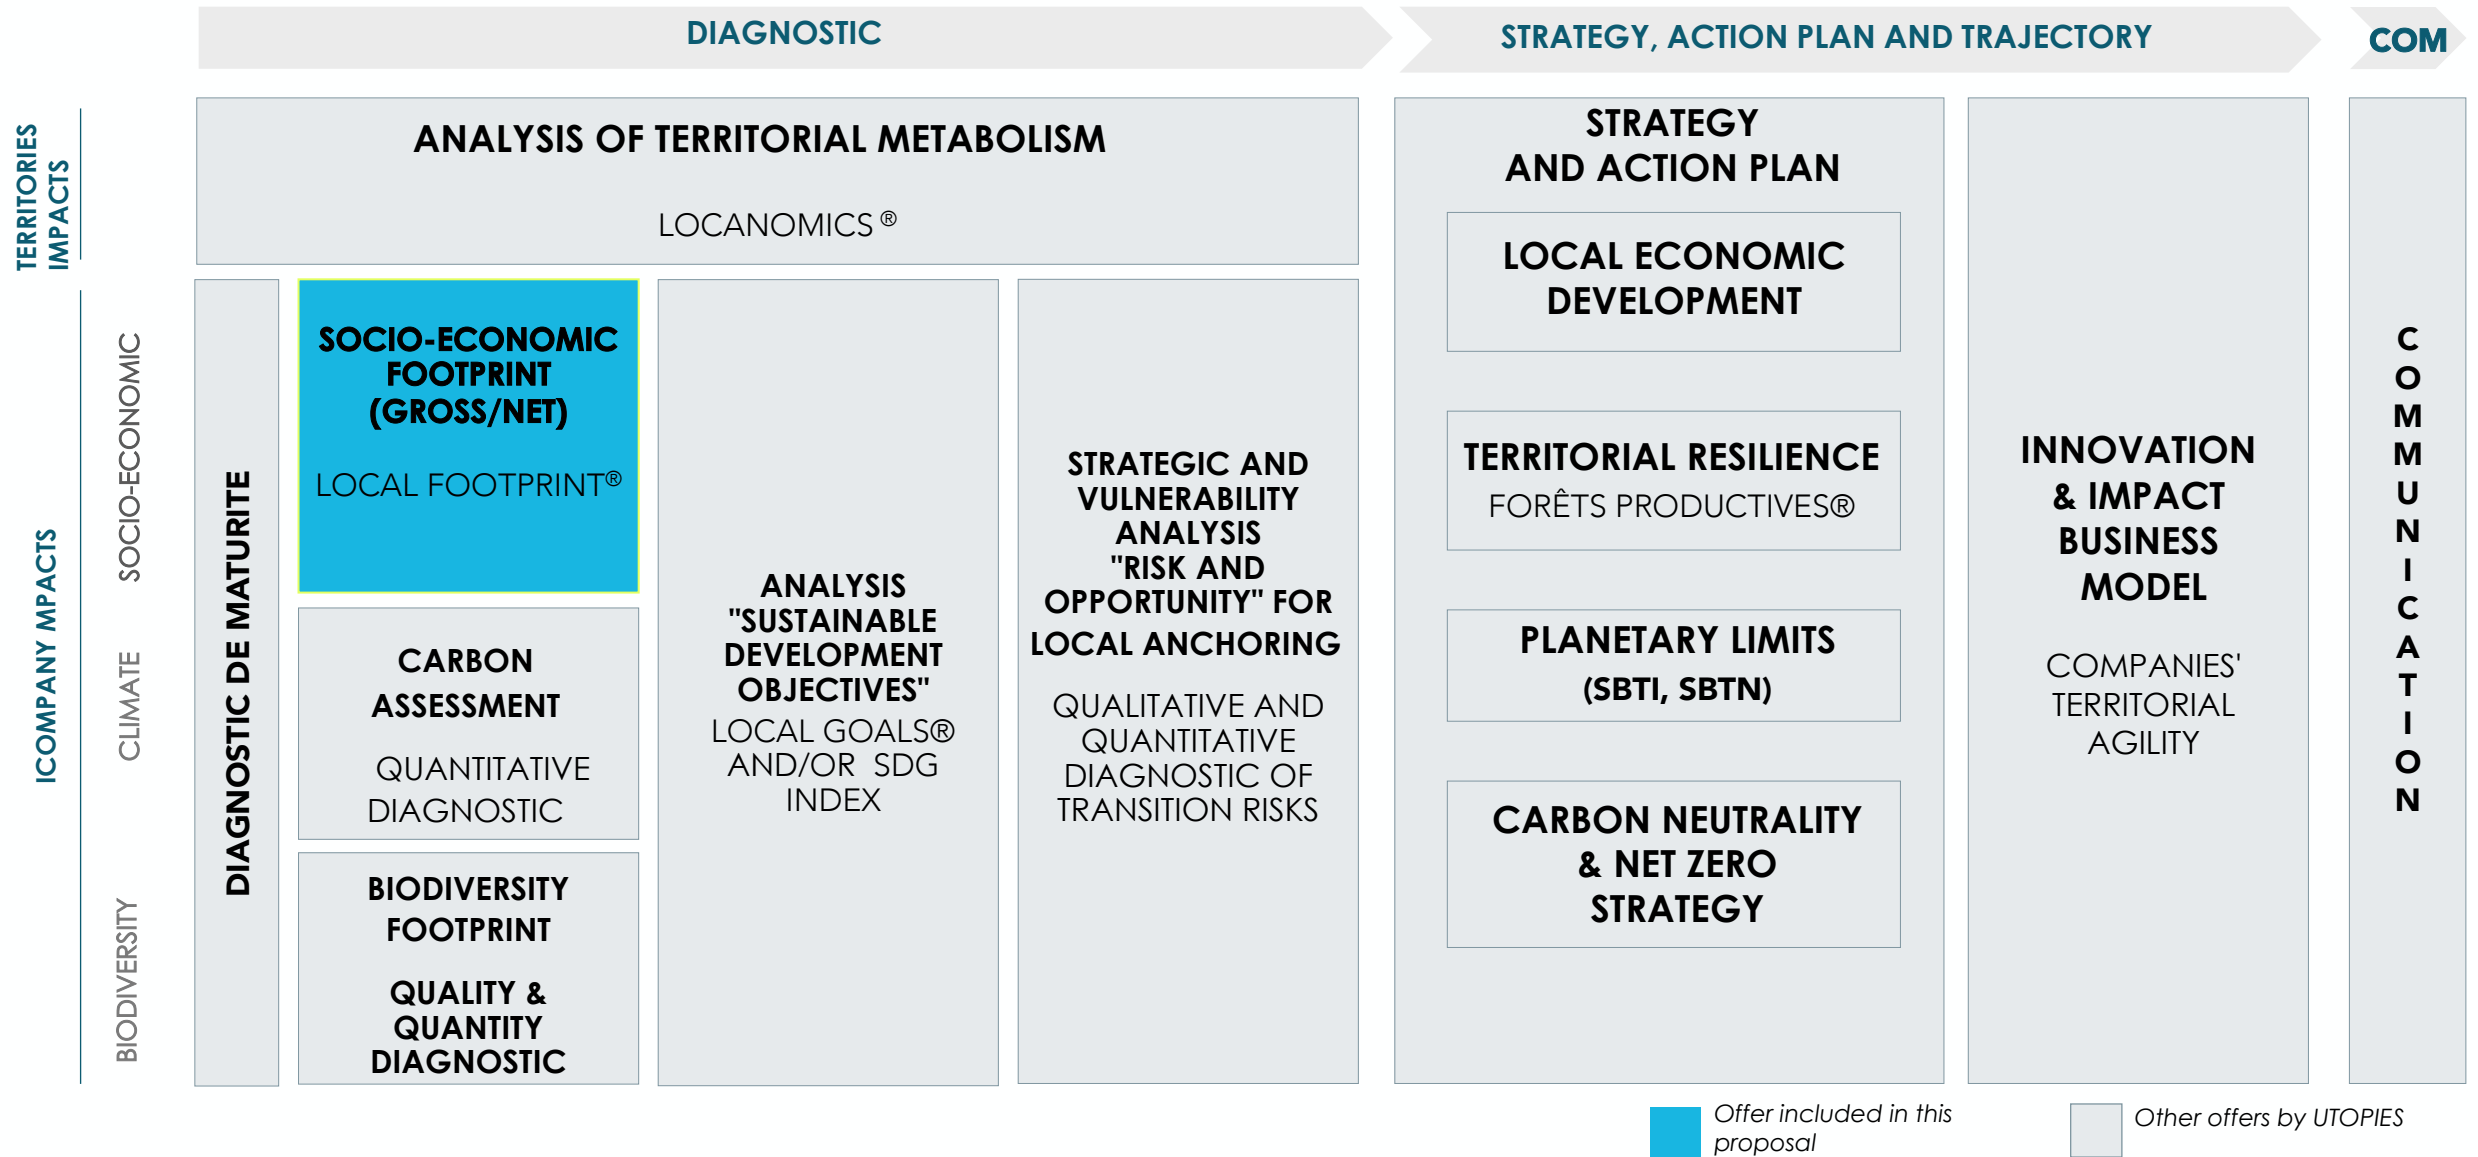 DIAGNOSTIC
STRATEGY, ACTION PLAN AND TRAJECTORY
COM
TERRITORIES
IMPACTS
ANALYSIS OF TERRITORIAL METABOLISM
LOCANOMICS ®
ICOMPANY MPACTS
SOCIO-ECONOMIC
CLIMATE
BIODIVERSITY
DIAGNOSTIC DE MATURITE
SOCIO-ECONOMIC
FOOTPRINT
(GROSS/NET)
LOCAL FOOTPRINT®
CARBON
ASSESSMENT
QUANTITATIVE
DIAGNOSTIC
BIODIVERSITY
FOOTPRINT
QUALITY &
QUANTITY
DIAGNOSTIC
ANALYSIS
"SUSTAINABLE
DEVELOPMENT
OBJECTIVES"
LOCAL GOALS®
AND/OR SDG
INDEX
STRATEGIC AND
VULNERABILITY
ANALYSIS
"RISK AND
OPPORTUNITY" FOR
LOCAL ANCHORING
QUALITATIVE AND
QUANTITATIVE
DIAGNOSTIC OF
TRANSITION RISKS
STRATEGY
AND ACTION PLAN
LOCAL ECONOMIC
DEVELOPMENT
TERRITORIAL RESILIENCE
FORÊTS PRODUCTIVES®
PLANETARY LIMITS
(SBTI, SBTN)
CARBON NEUTRALITY
& NET ZERO
STRATEGY
INNOVATION
& IMPACT
BUSINESS
MODEL
COMPANIES'
TERRITORIAL
AGILITY
COMMUNICATION
Offer included in this
proposal
Other offers by UTOPIES